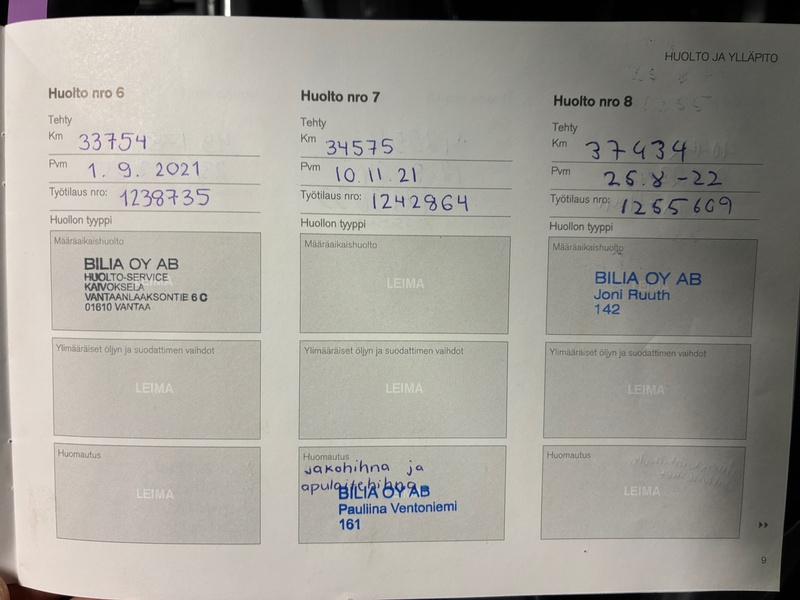 HUOLTO JA YLLÄPITO
Huolto nro 6
Tehty
Km 33754
Pvm 1. 9. 2021
Työtilaus nro: 1238735
Huollon tyyppi
Määräaikaishuolto
LEIMA
BILIA OY AB
HUOLTO-SERVICE
KAIVOKSELA
VANTAANLAAKSONTIE 6 C
01610 VANTAA
Ylimääräiset öljyn ja suodattimen vaihdot
LEIMA
Huomautus
LEIMA
Huolto nro 7
Tehty
Km 34575
Pvm 10.11.21
Työtilaus nro: 1242864
Huollon tyyppi
Määräaikaishuolto
LEIMA
Ylimääräiset öljyn ja suodattimen vaihdot
LEIMA
Huomautus
Jakohihna ja
apulaitehihna
BILIA OY AB
Pauliina Ventoniemi
161
Huolto nro 8
Tehty
Km 37434
Pvm 25.8-22
Työtilaus nro: 1255609
Huollon tyyppi
Määräaikaishuolto
BILIA OY AB
Joni Ruuth
142
Ylimääräiset öljyn ja suodattimen vaihdot
LEIMA
Huomautus
LEIMA
9